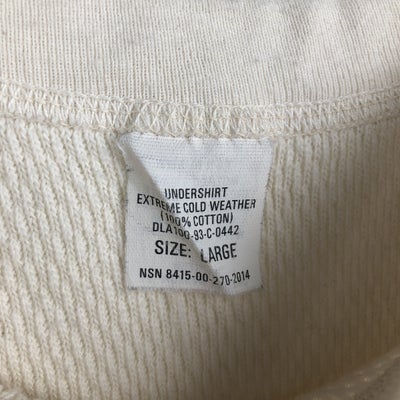 UNDERSHIRT
EXTREME COLD WEATHER
(100% COTTON)
DLA100-93-C-0442
SIZE: LARGE
NSN 8415-00-270-2014